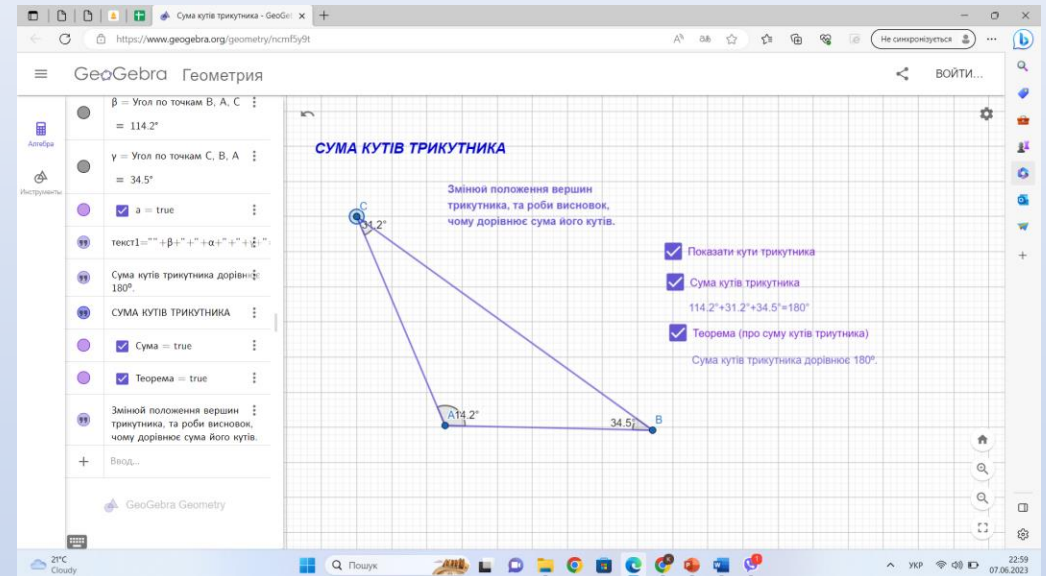 Сума кутів трикутника - GeoGe
https://www.geogebra.org/geometry/ncmf5y9t
Не синхронізується
GeoGebra Геометрия
ВОЙТИ...
Алгебра
Инструменты
β = Угол по точкам B, A, C
= 114.2°
γ = Угол по точкам C, B, A
= 34.5°
a = true
текст1=""+β+"+"+α+"+"+γ+"
Сума кутів трикутника дорівнює
180⁰.
СУМА КУТІВ ТРИКУТНИКА
Сума = true
Теорема = true
Змінюй положення вершин
трикутника, та роби висновок,
чому дорівнює сума його кутів.
Ввод...
GeoGebra Geometry
СУМА КУТІВ ТРИКУТНИКА
Змінюй положення вершин
трикутника, та роби висновок,
чому дорівнює сума його кутів.
C
31.2°
A
114.2°
34.5°
B
Показати кути трикутника
Сума кутів трикутника
114.2°+31.2°+34.5°=180°
Теорема (про суму кутів триутника)
Сума кутів трикутника дорівнює 180⁰.
21°C
Cloudy
Пошук
УКР
22:59
07.06.2023